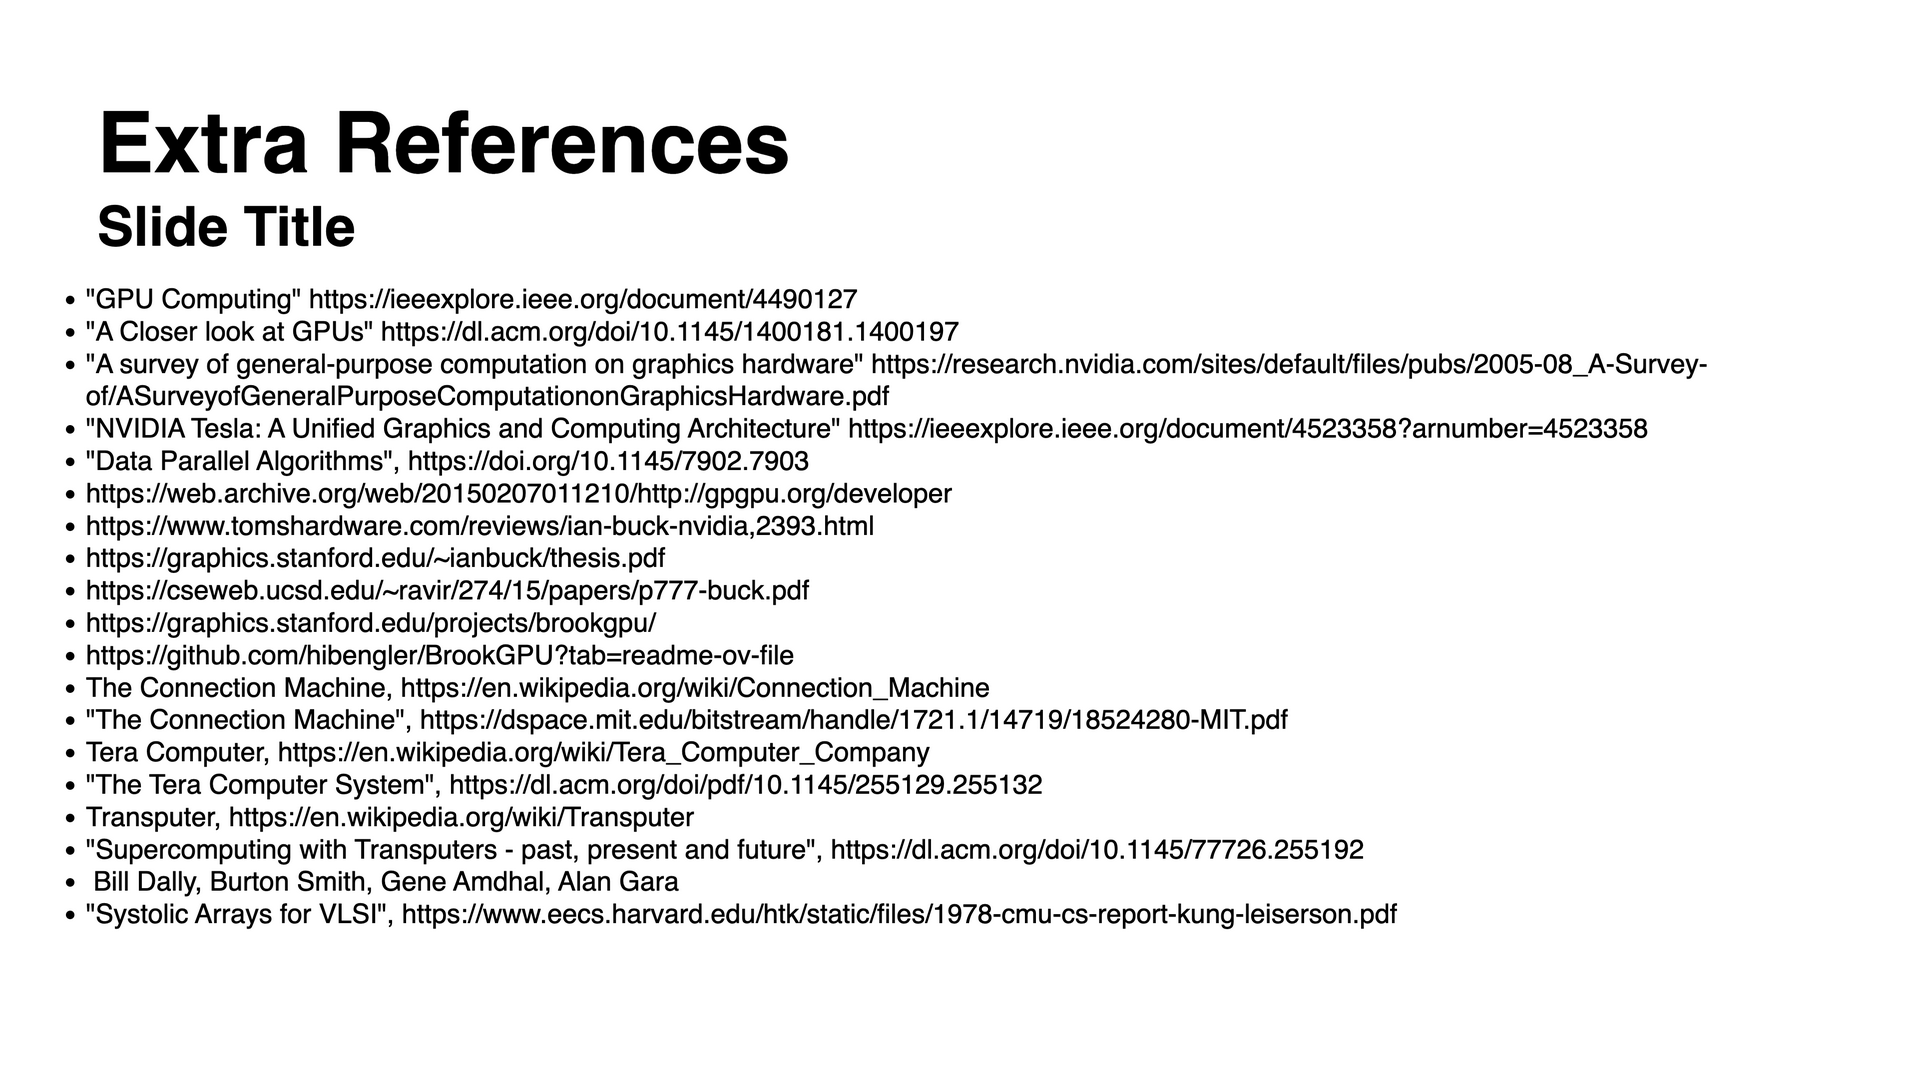 Extra References
Slide Title
• "GPU Computing" https://ieeexplore.ieee.org/document/4490127
• "A Closer look at GPUs" https://dl.acm.org/doi/10.1145/1400181.1400197
• "A survey of general-purpose computation on graphics hardware" https://research.nvidia.com/sites/default/files/pubs/2005-08_A-Survey-
of/ASurveyofGeneralPurposeComputationonGraphicsHardware.pdf
• "NVIDIA Tesla: A Unified Graphics and Computing Architecture" https://ieeexplore.ieee.org/document/4523358?arnumber=4523358
• "Data Parallel Algorithms", https://doi.org/10.1145/7902.7903
• https://web.archive.org/web/20150207011210/http://gpgpu.org/developer
• https://www.tomshardware.com/reviews/ian-buck-nvidia,2393.html
• https://graphics.stanford.edu/~ianbuck/thesis.pdf
• https://cseweb.ucsd.edu/~ravir/274/15/papers/p777-buck.pdf
• https://graphics.stanford.edu/projects/brookgpu/
• https://github.com/hibengler/BrookGPU?tab=readme-ov-file
• The Connection Machine, https://en.wikipedia.org/wiki/Connection_Machine
• "The Connection Machine", https://dspace.mit.edu/bitstream/handle/1721.1/14719/18524280-MIT.pdf
• Tera Computer, https://en.wikipedia.org/wiki/Tera_Computer_Company
• "The Tera Computer System", https://dl.acm.org/doi/pdf/10.1145/255129.255132
• Transputer, https://en.wikipedia.org/wiki/Transputer
• "Supercomputing with Transputers - past, present and future", https://dl.acm.org/doi/10.1145/77726.255192
• Bill Dally, Burton Smith, Gene Amdhal, Alan Gara
• "Systolic Arrays for VLSI", https://www.eecs.harvard.edu/htk/static/files/1978-cmu-cs-report-kung-leiserson.pdf